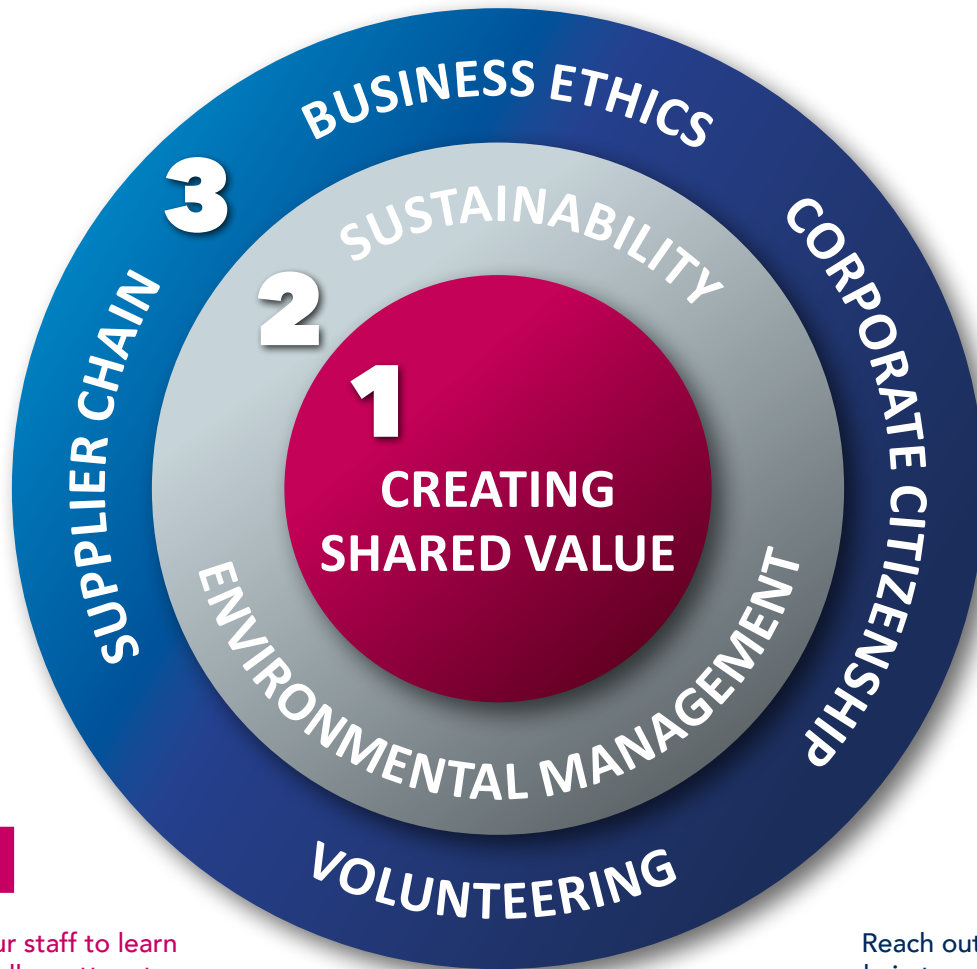 BUSINESS ETHICS
3
SUSTAINABILITY
CORPORATE CITIZENSHIP
SUPPLIER CHAIN
2
1
CREATING
SHARED VALUE
ENVIRONMENTAL MANAGEMENT
VOLUNTEERING
ur staff to learn
Reach out